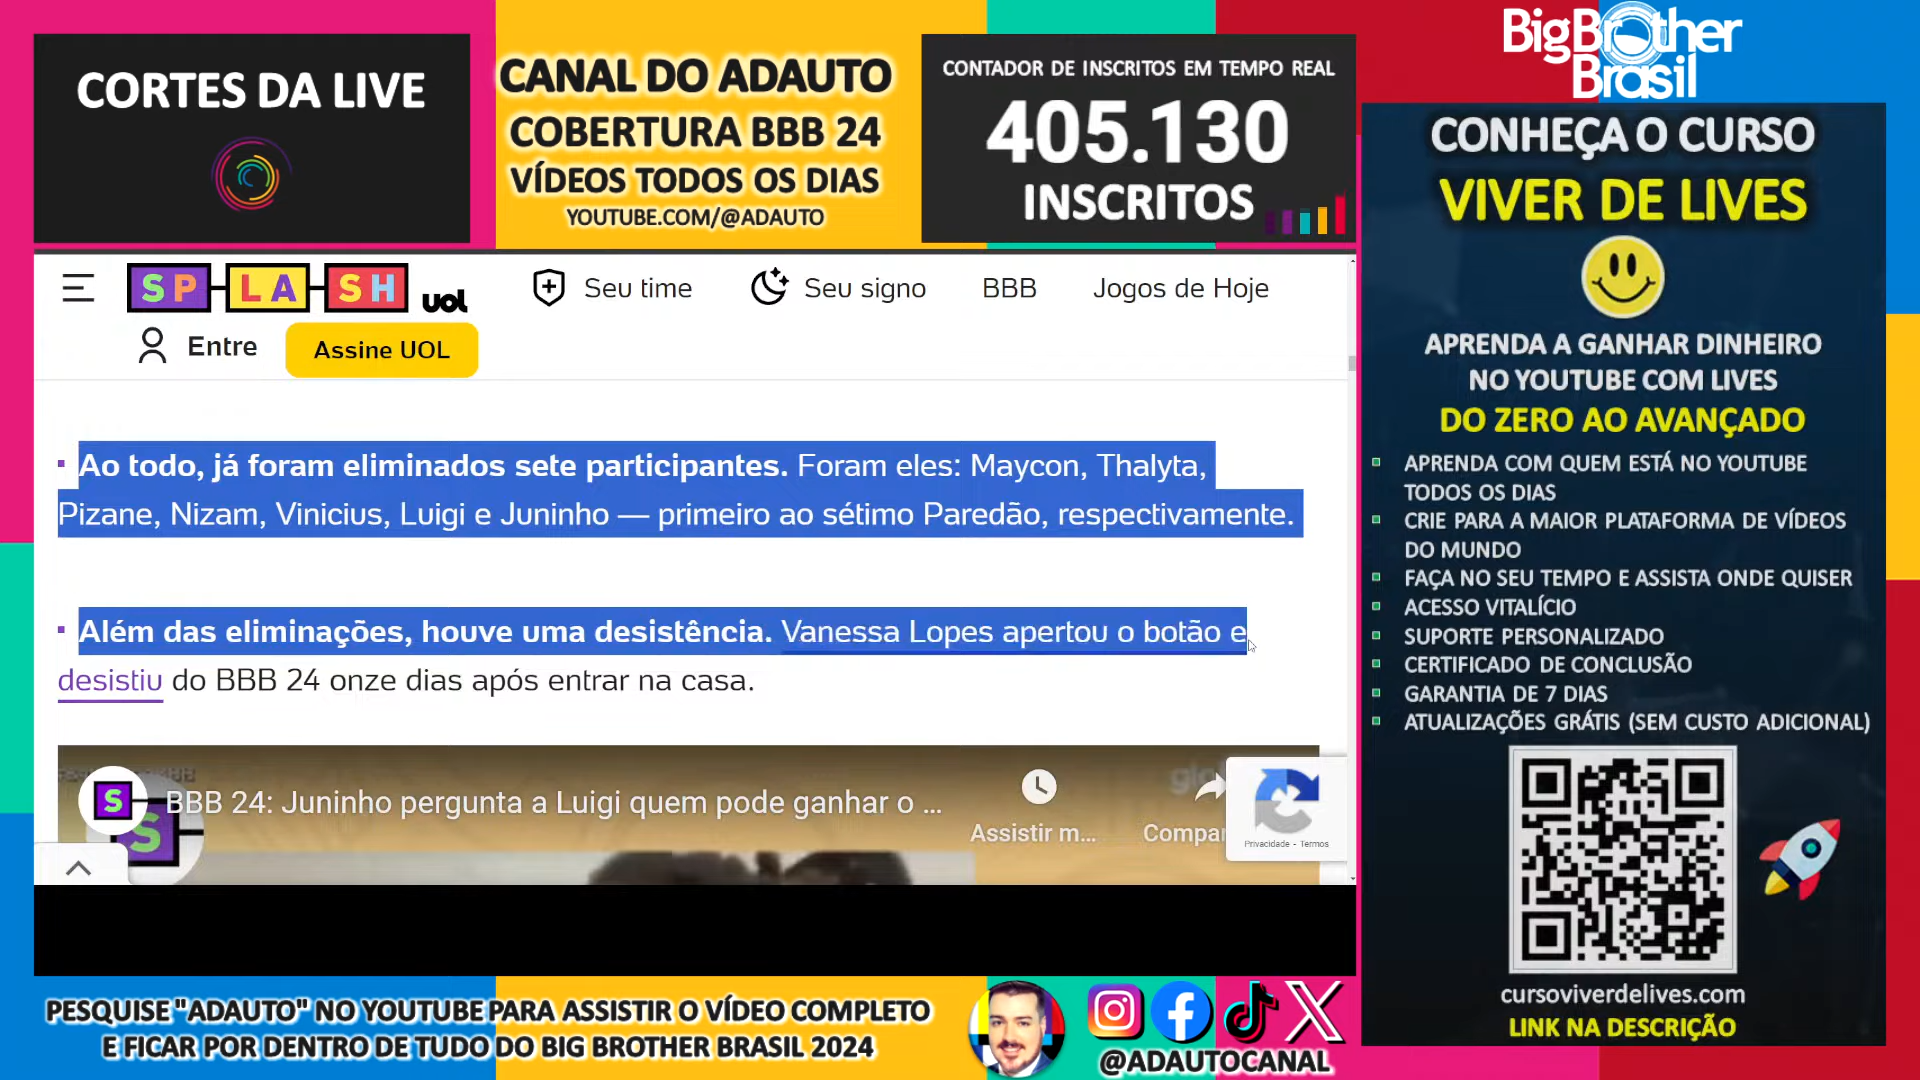 CORTES DA LIVE
CANAL DO ADAUTO
COBERTURA BBB 24
VÍDEOS TODOS OS DIAS
YOUTUBE.COM/@ADAUTO
CONTADOR DE INSCRITOS EM TEMPO REAL
405.130
INSCRITOS
BigBrother
Brasil
CONHEÇA O CURSO
VIVER DE LIVES
APRENDA A GANHAR DINHEIRO
NO YOUTUBE COM LIVES
DO ZERO AO AVANÇADO
APRENDA COM QUEM ESTÁ NO YOUTUBE
TODOS OS DIAS
CRIE PARA A MAIOR PLATAFORMA DE VÍDEOS
DO MUNDO
FAÇA NO SEU TEMPO E ASSISTA ONDE QUISER
ACESSO VITALÍCIO
SUPORTE PERSONALIZADO
CERTIFICADO DE CONCLUSÃO
GARANTIA DE 7 DIAS
ATUALIZAÇÕES GRÁTIS (SEM CUSTO ADICIONAL)
cursoviverdelives.com
LINK NA DESCRIÇÃO
SPLASH uol Seu time Seu signo BBB Jogos de Hoje
Entre Assine UOL
Ao todo, já foram eliminados sete participantes. Foram eles: Maycon, Thalyta,
Pizane, Nizam, Vinicius, Luigi e Juninho — primeiro ao sétimo Paredão, respectivamente.
Além das eliminações, houve uma desistência. Vanessa Lopes apertou o botão e
desistiu do BBB 24 onze dias após entrar na casa.
S BBB 24: Juninho pergunta a Luigi quem pode ganhar o ...
S
Assistir m... Compar
Privacidade - Termos
PESQUISE "ADAUTO" NO YOUTUBE PARA ASSISTIR O VÍDEO COMPLETO
E FICAR POR DENTRO DE TUDO DO BIG BROTHER BRASIL 2024
@ADAUTOCANAL